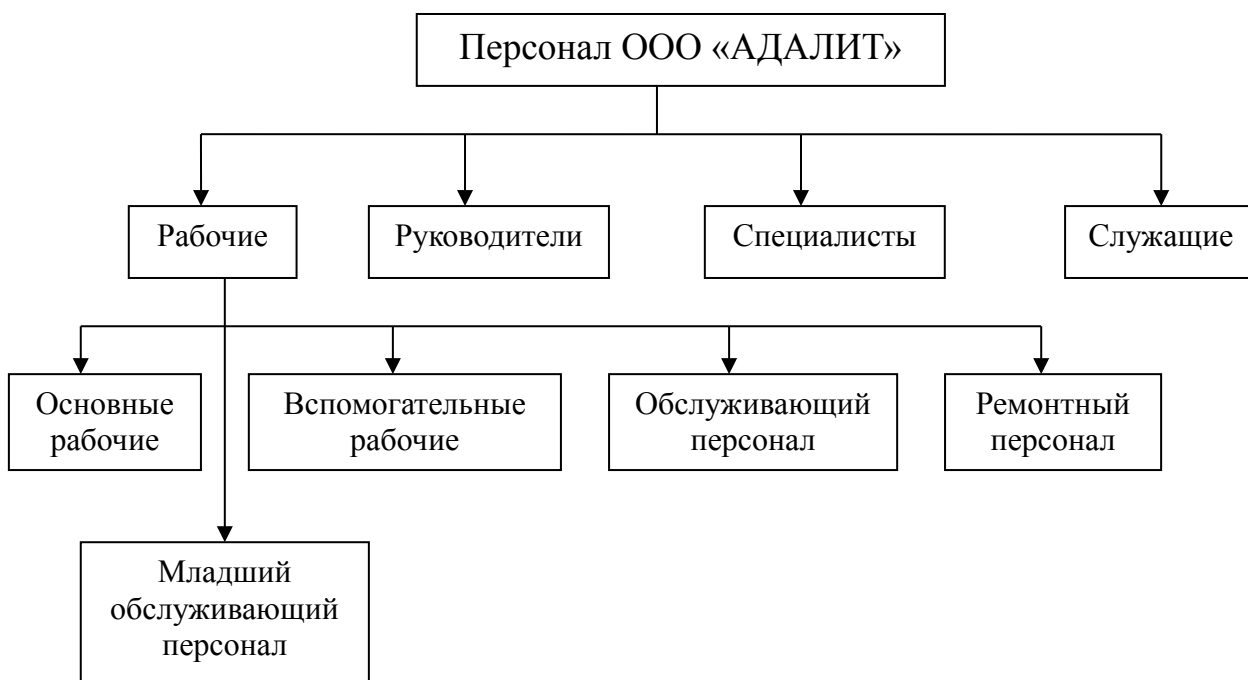 Персонал ООО «АДАЛИТ»
Рабочие
Руководители
Специалисты
Служащие
Основные
рабочие
Вспомогательные
рабочие
Обслуживающий
персонал
Ремонтный
персонал
Младший
обслуживающий
персонал